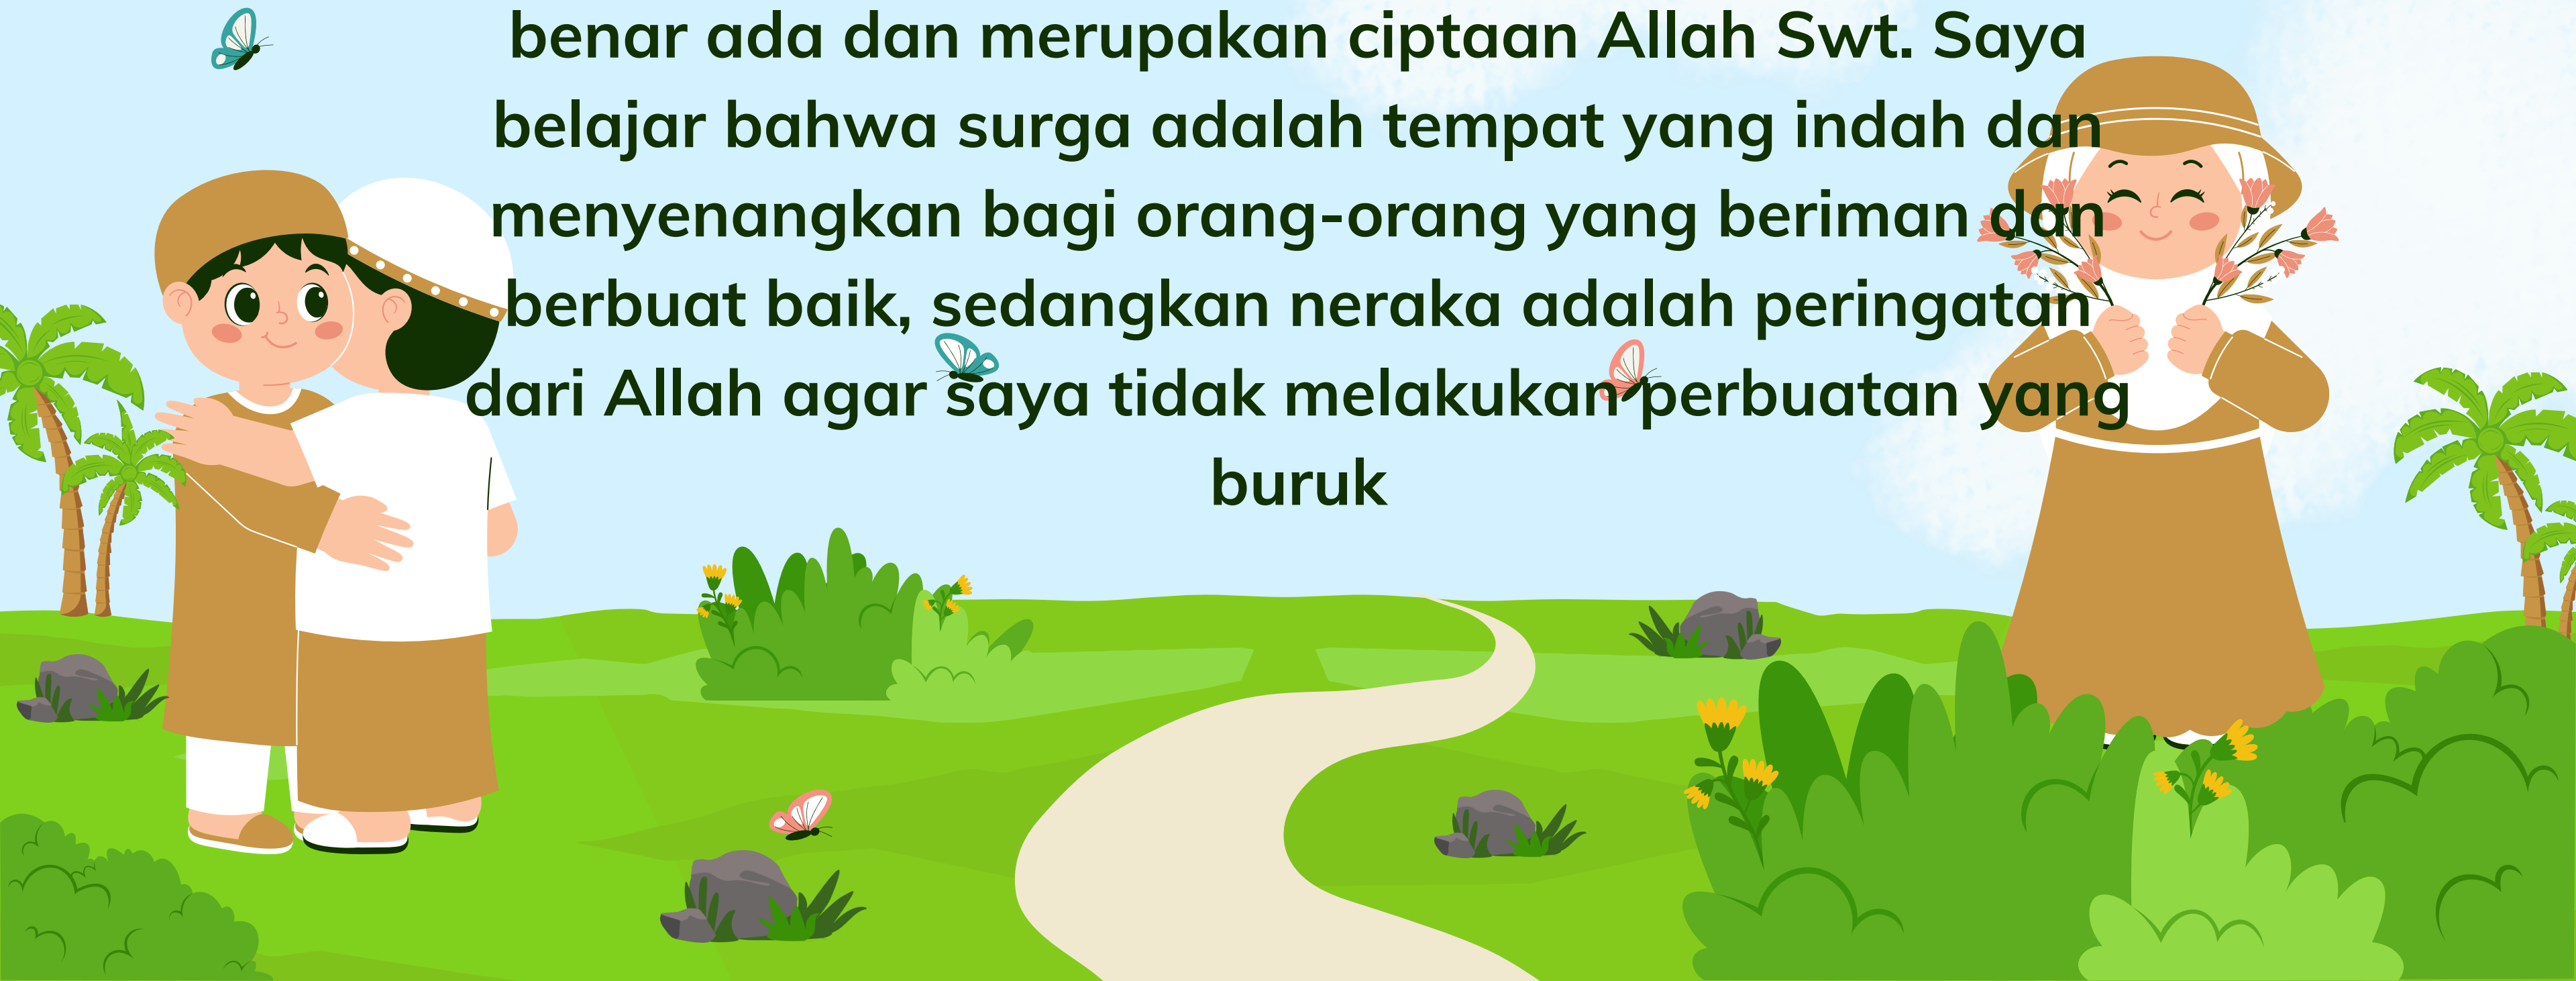 benar ada dan merupakan ciptaan Allah Swt. Saya
belajar bahwa surga adalah tempat yang indah dan
menyenangkan bagi orang-orang yang beriman dan
berbuat baik, sedangkan neraka adalah peringatan
dari Allah agar saya tidak melakukan perbuatan yang
buruk